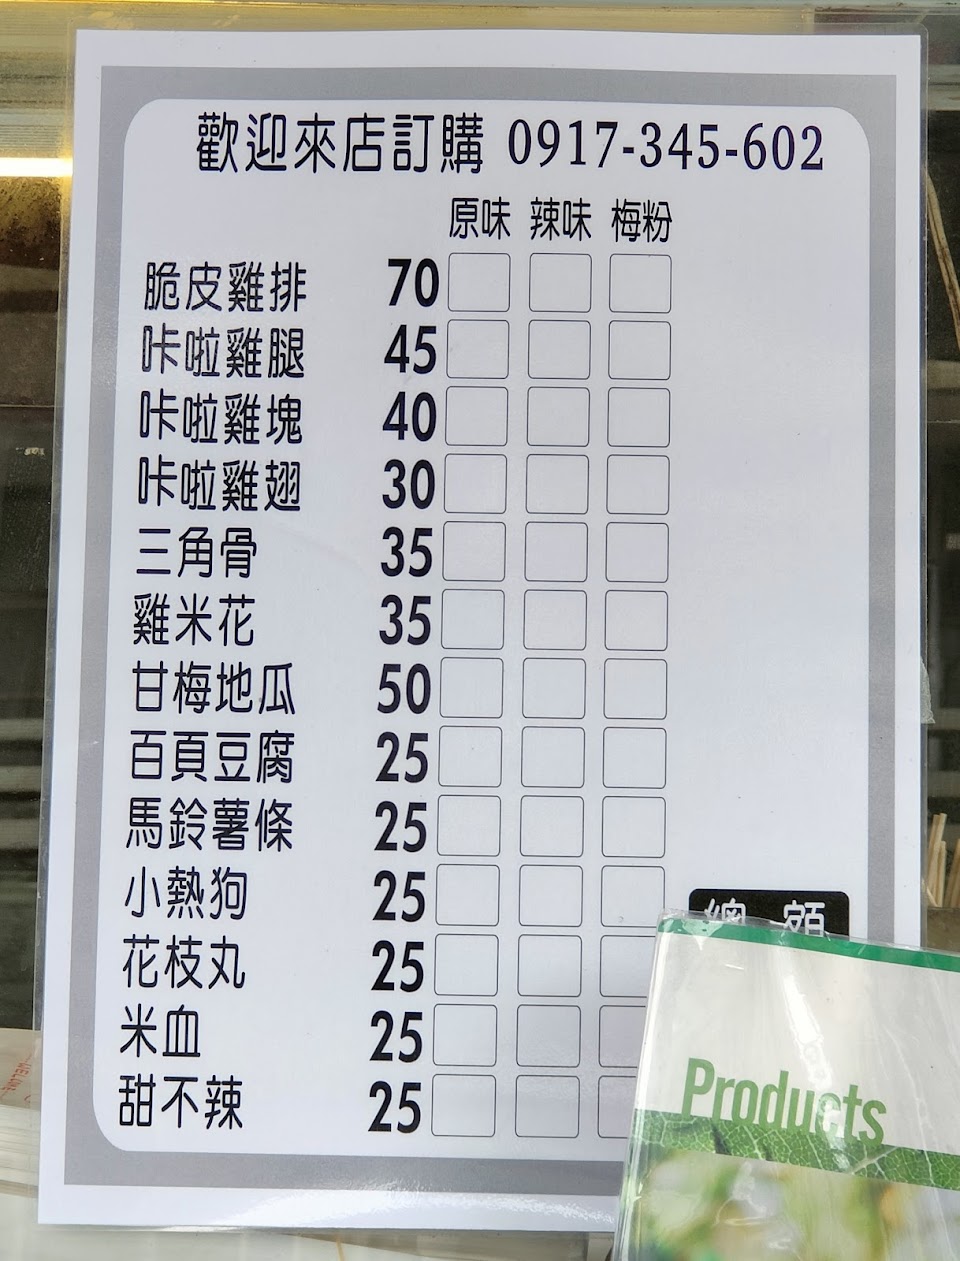 歡迎來店訂購 0917-345-602
原味 辣味 梅粉
脆皮雞排 70
咔啦雞腿 45
咔啦雞塊 40
咔啦雞翅 30
三角骨 35
雞米花 35
甘梅地瓜 50
百頁豆腐 25
馬鈴薯條 25
小熱狗 25
花枝丸 25
米血 25
甜不辣 25
總 額
Products